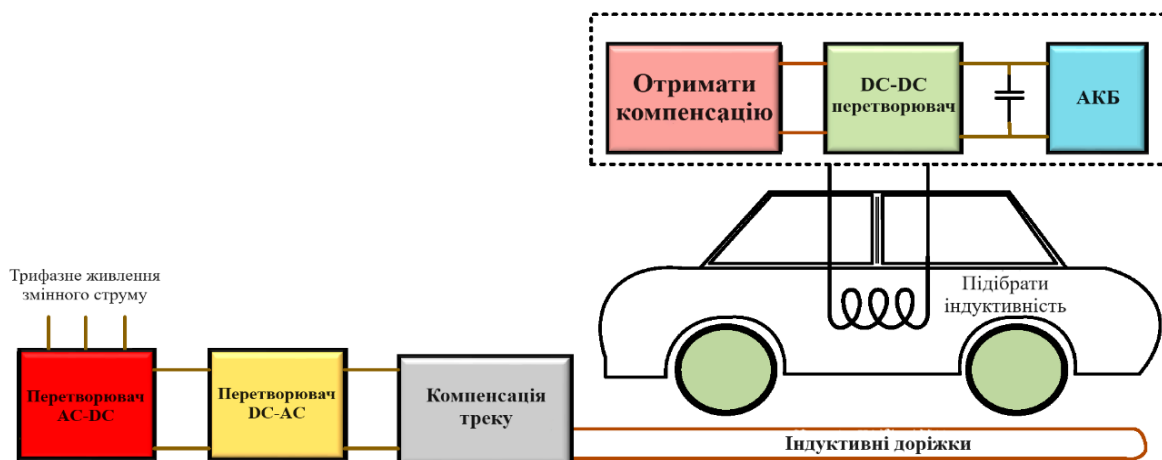 Отримати
компенсацію
DC-DC
перетворювач
АКБ
Трифазне живлення
змінного струму
Підібрати
індуктивність
Перетворювач
AC-DC
Перетворювач
DC-AC
Компенсація
треку
Індуктивні доріжки